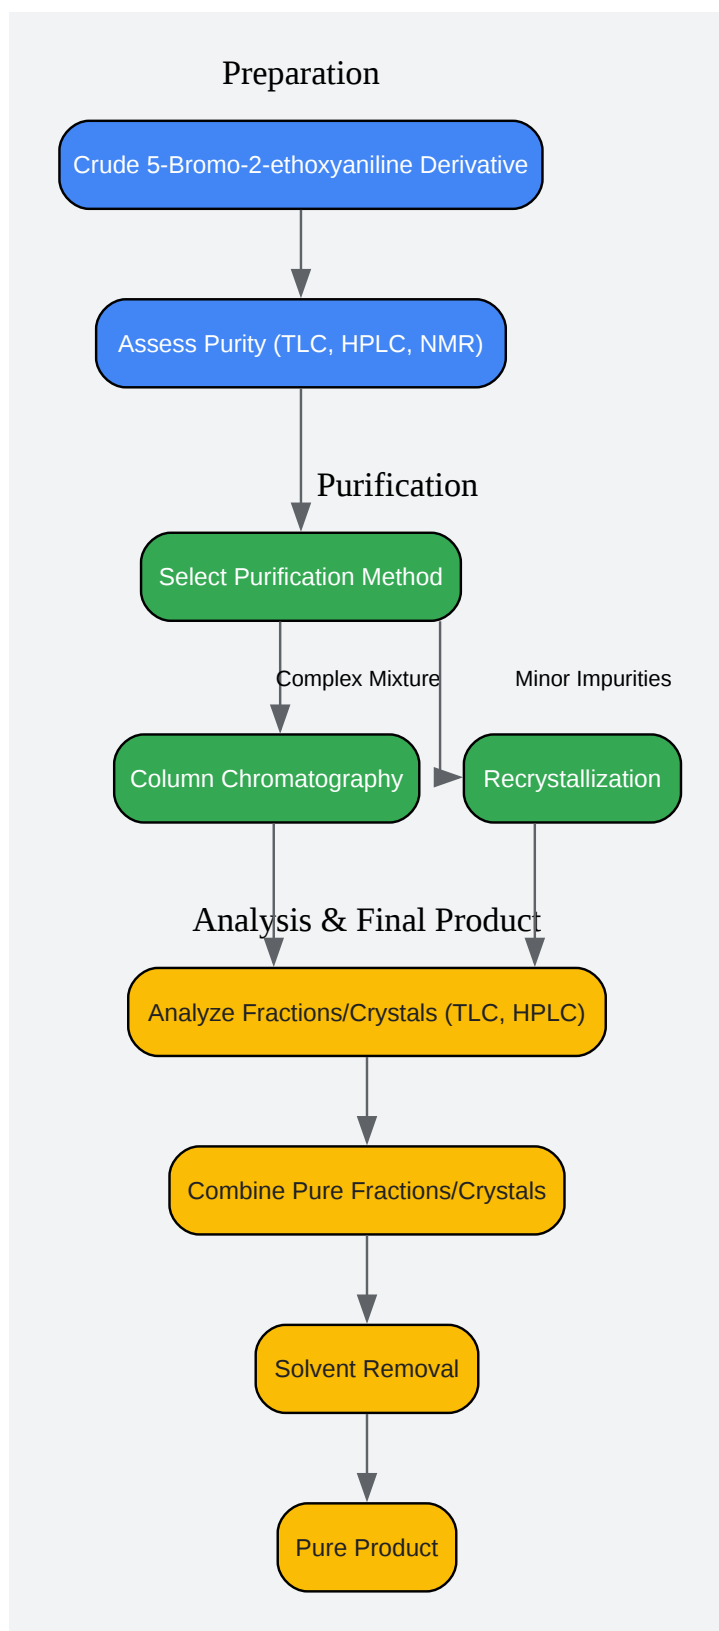 Preparation
Crude 5-Bromo-2-ethoxyaniline Derivative
Assess Purity (TLC, HPLC, NMR)
Purification
Select Purification Method
Complex Mixture
Minor Impurities
Column Chromatography
Recrystallization
Analysis & Final Product
Analyze Fractions/Crystals (TLC, HPLC)
Combine Pure Fractions/Crystals
Solvent Removal
Pure Product